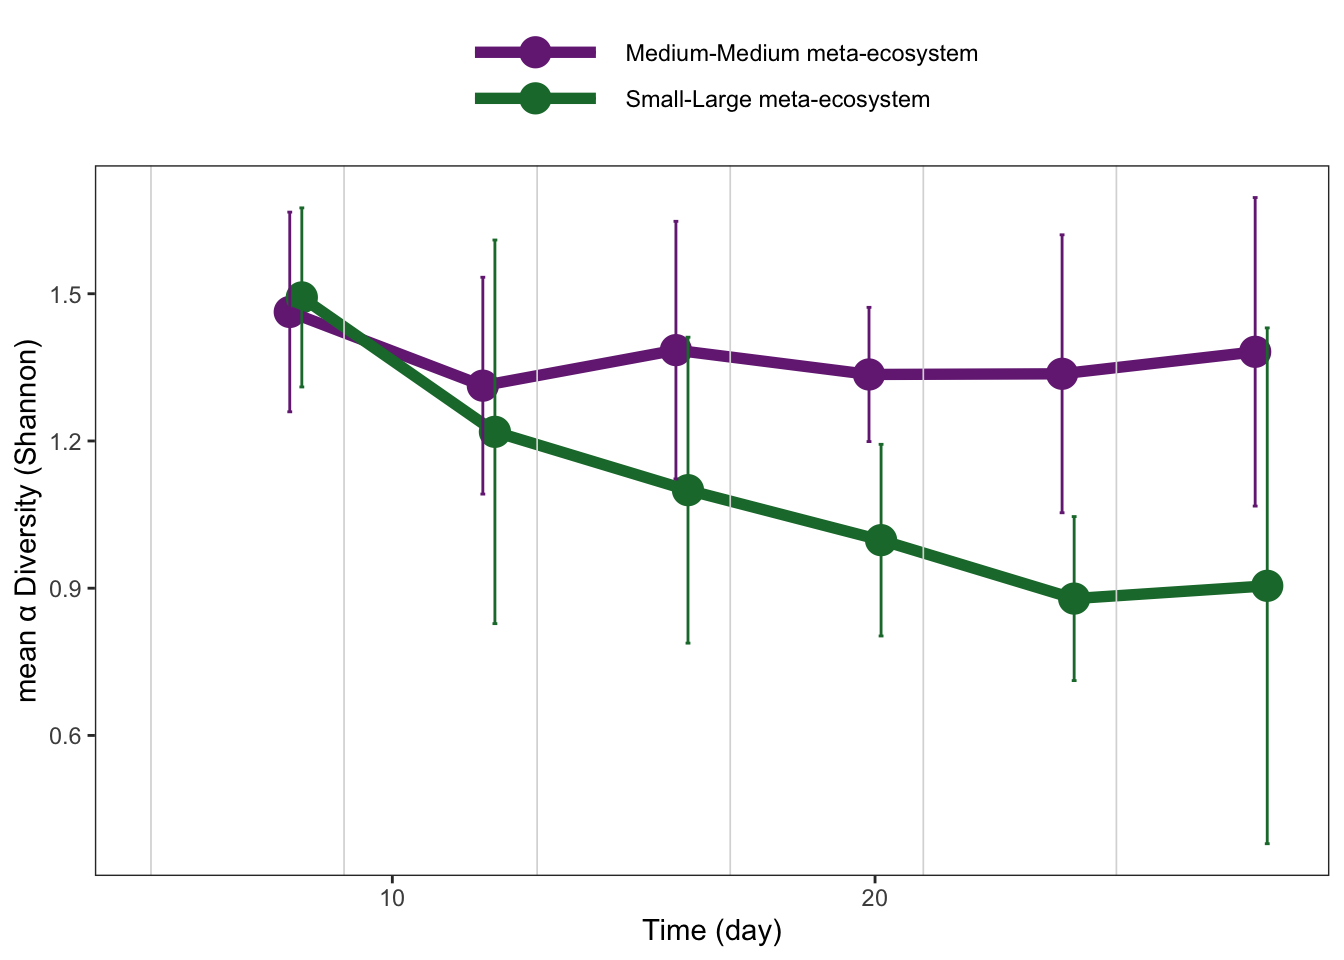 Medium-Medium meta-ecosystem
Small-Large meta-ecosystem
mean α Diversity (Shannon)
1.5
1.2
0.9
0.6
10
20
Time (day)